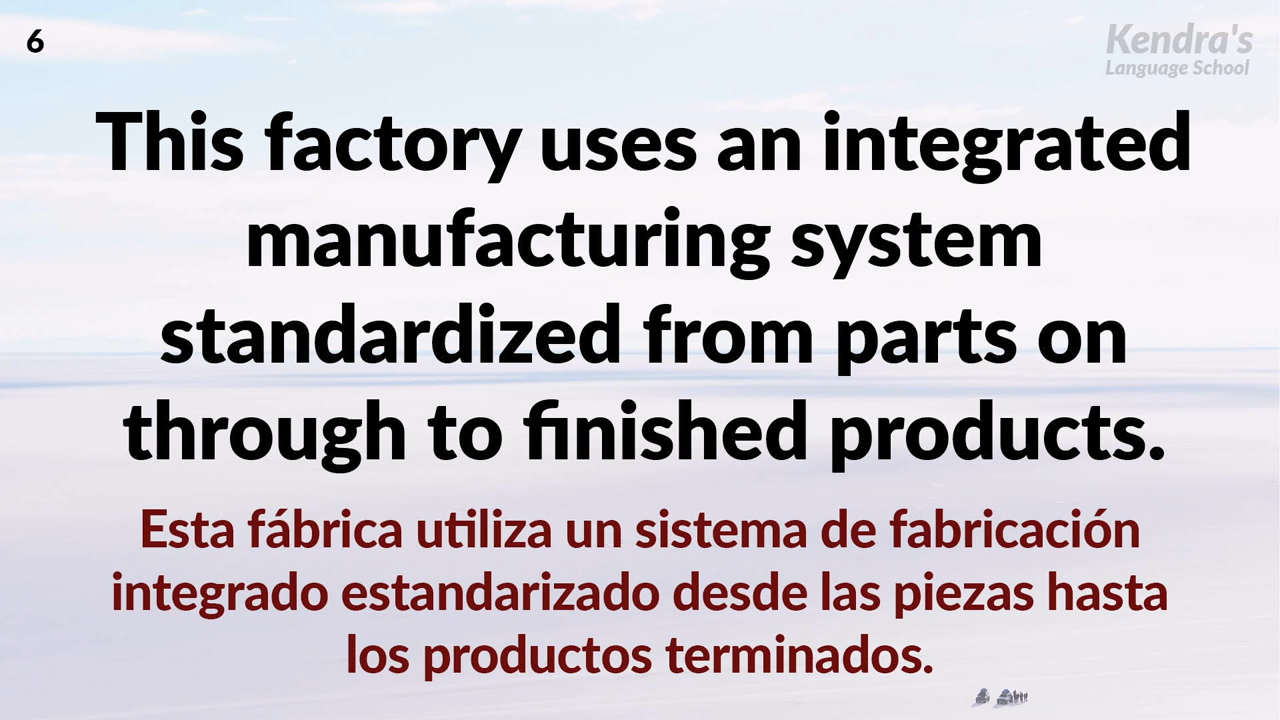 6
Kendra's
Language School
This factory uses an integrated
manufacturing system
standardized from parts on
through to finished products.
Esta fábrica utiliza un sistema de fabricación
integrado estandarizado desde las piezas hasta
los productos terminados.